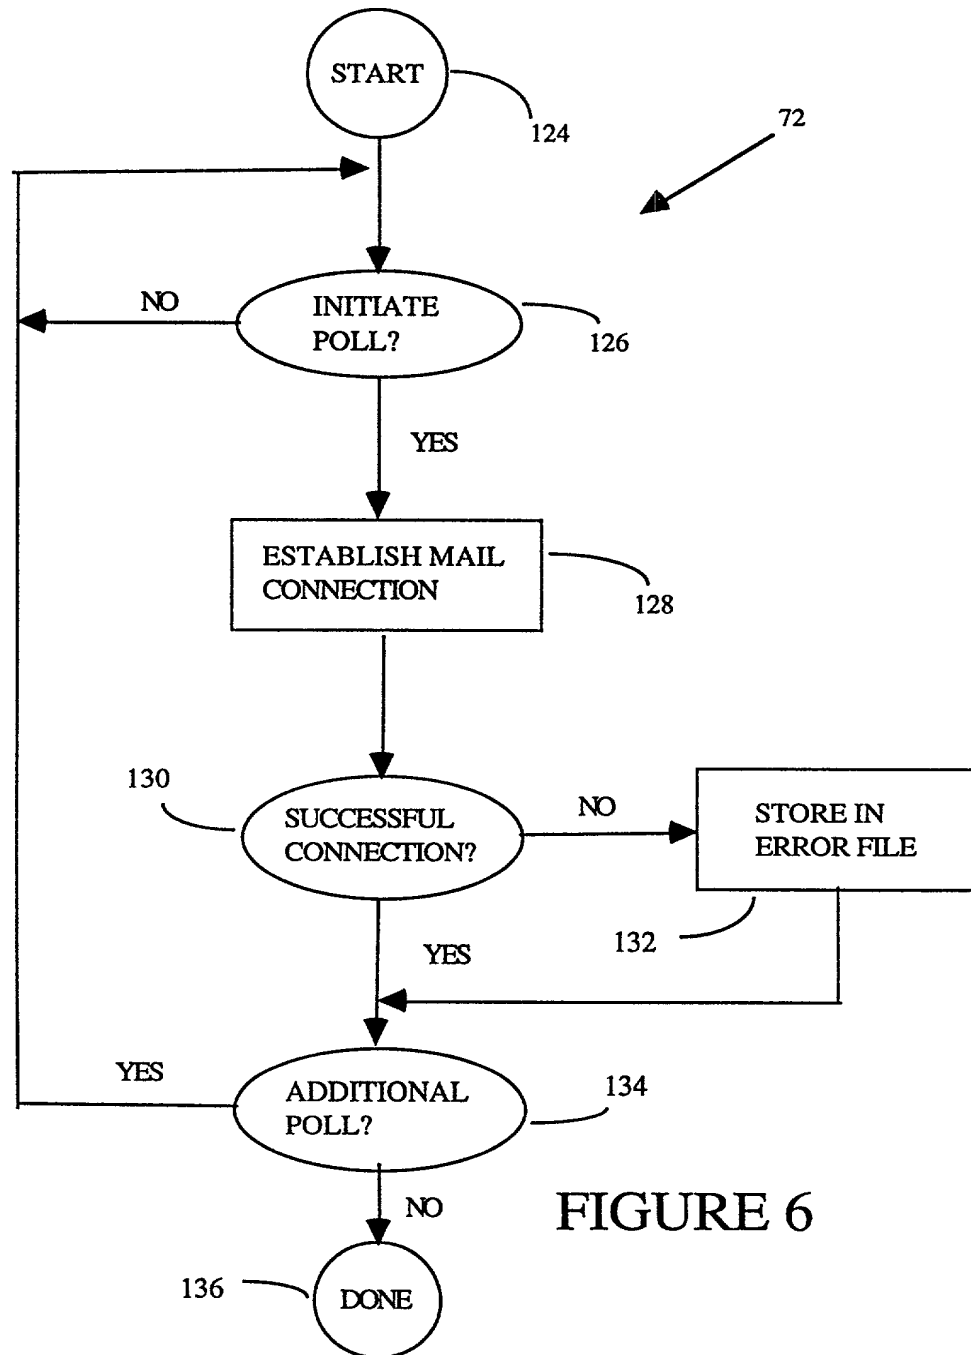 START
124
72
NO
INITIATE
POLL?
126
YES
ESTABLISH MAIL
CONNECTION
128
130
SUCCESSFUL
CONNECTION?
NO
STORE IN
ERROR FILE
132
YES
YES
ADDITIONAL
POLL?
134
NO
FIGURE 6
136
DONE